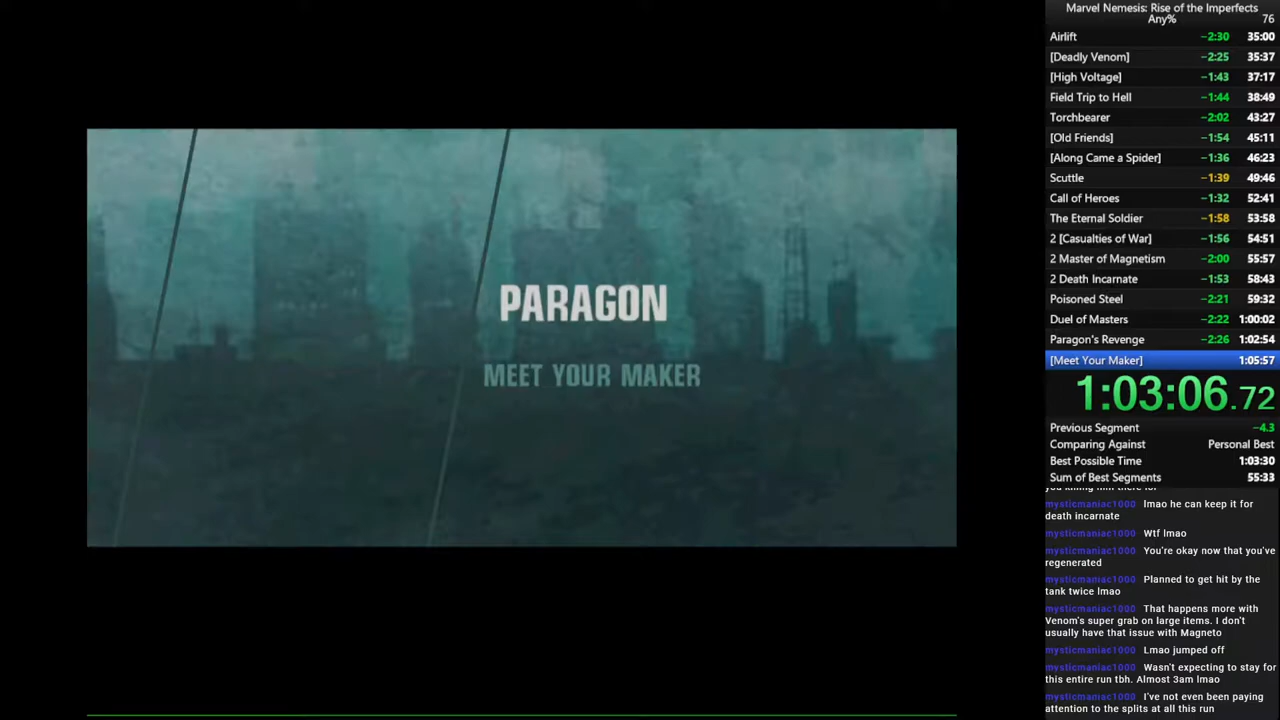 PARAGON
MEET YOUR MAKER
Marvel Nemesis: Rise of the Imperfects
Any% 76
Airlift -2:30 35:00
[Deadly Venom] -2:25 35:37
[High Voltage] -1:43 37:17
Field Trip to Hell -1:44 38:49
Torchbearer -2:02 43:27
[Old Friends] -1:54 45:11
[Along Came a Spider] -1:36 46:23
Scuttle -1:39 49:46
Call of Heroes -1:32 52:41
The Eternal Soldier -1:58 53:58
2 [Casualties of War] -1:56 54:51
2 Master of Magnetism -2:00 55:57
2 Death Incarnate -1:53 58:43
Poisoned Steel -2:21 59:32
Duel of Masters -2:22 1:00:02
Paragon's Revenge -2:26 1:02:54
[Meet Your Maker] 1:05:57
1:03:06.72
Previous Segment -4.3
Comparing Against Personal Best
Best Possible Time 1:03:30
Sum of Best Segments 55:33
mysticmaniac1000 lmao he can keep it for
death incarnate
mysticmaniac1000 Wtf lmao
mysticmaniac1000 You're okay now that you've
regenerated
mysticmaniac1000 Planned to get hit by the
tank twice lmao
mysticmaniac1000 That happens more with
Venom's super grab on large items. I don't
usually have that issue with Magneto
mysticmaniac1000 Lmao jumped off
mysticmaniac1000 Wasn't expecting to stay for
this entire run tbh. Almost 3am lmao
mysticmaniac1000 I've not even been paying
attention to the splits at all this run